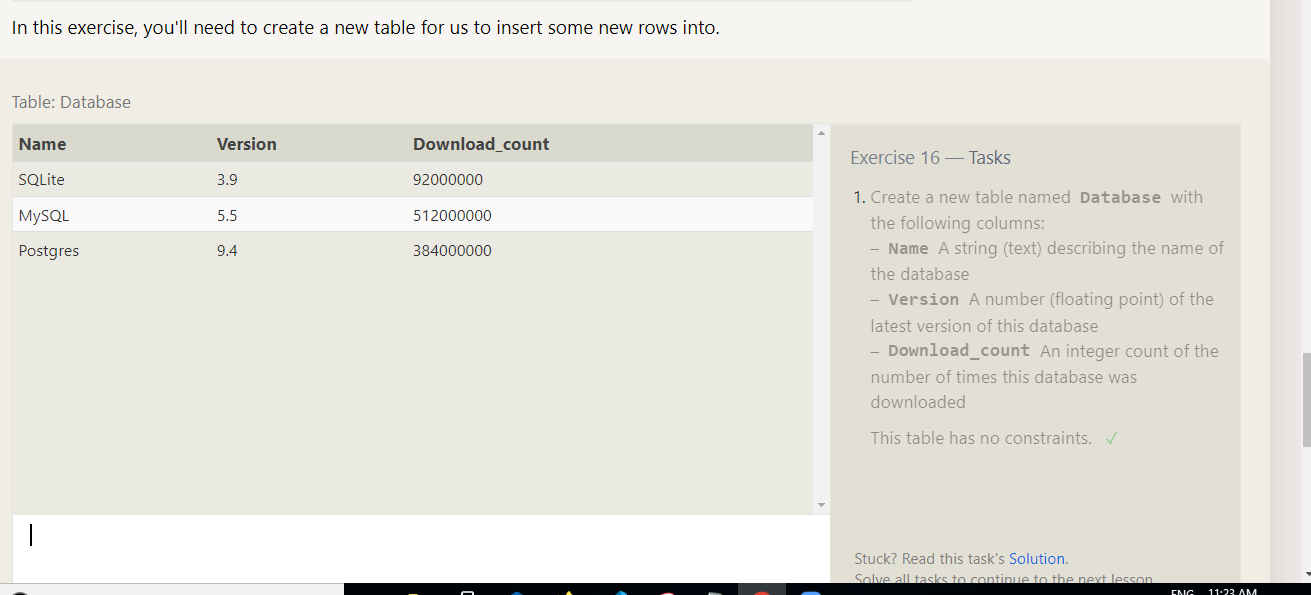 In this exercise, you'll need to create a new table for us to insert some new rows into.
Table: Database
Name Version Download_count
SQLite 3.9 92000000
MySQL 5.5 512000000
Postgres 9.4 384000000
Exercise 16 — Tasks
1. Create a new table named Database with
the following columns:
– Name A string (text) describing the name of
the database
– Version A number (floating point) of the
latest version of this database
– Download_count An integer count of the
number of times this database was
downloaded
This table has no constraints. ✓
Stuck? Read this task's Solution.
Solve all tasks to continue to the next lesson.
ENG 11:23 AM